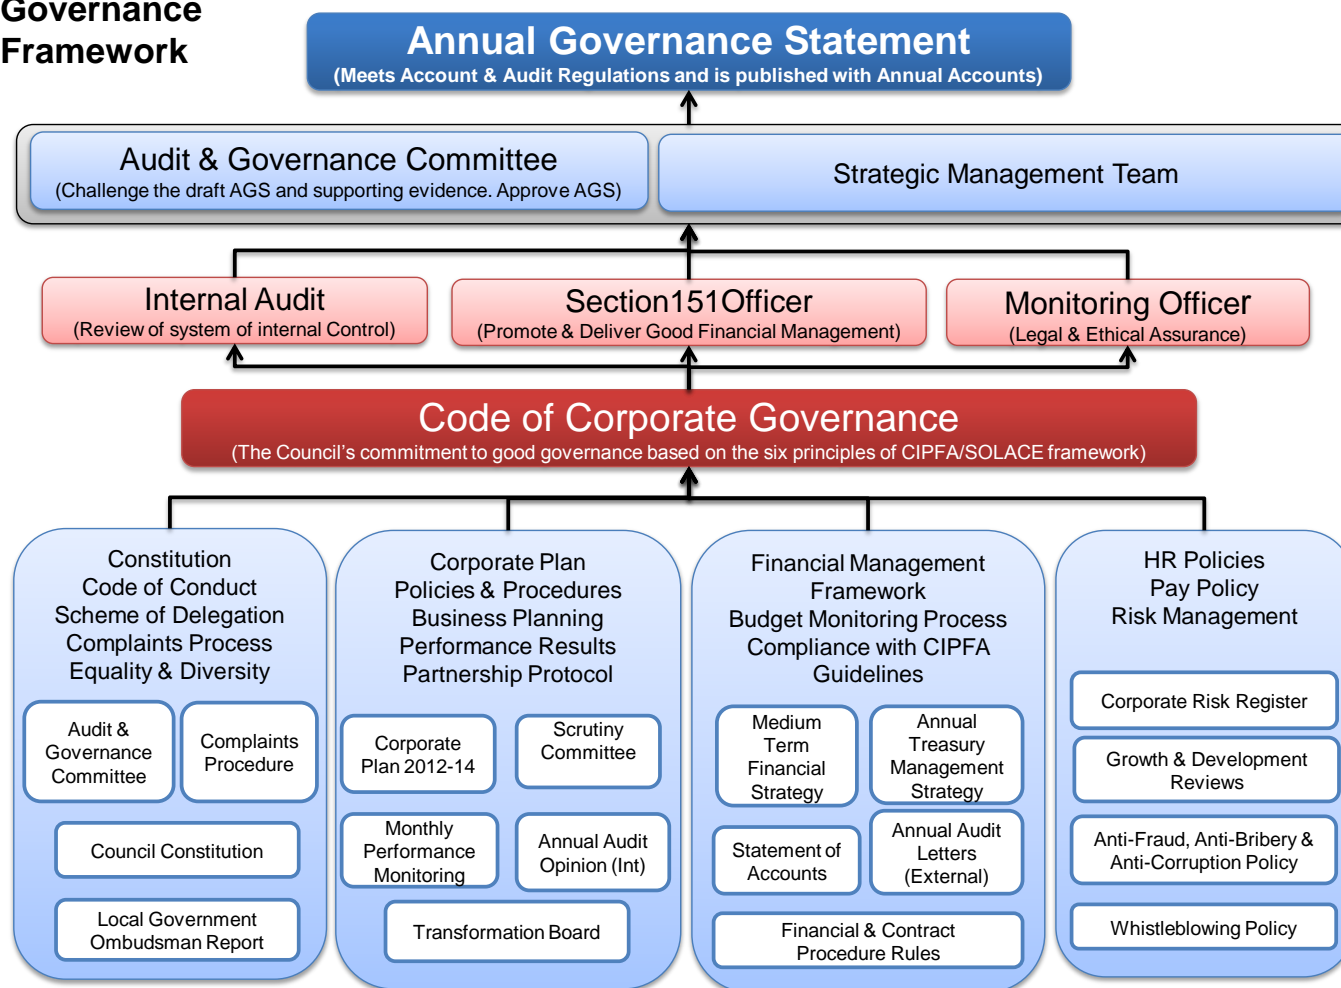 Governance
Framework
Annual Governance Statement
(Meets Account & Audit Regulations and is published with Annual Accounts)
Audit & Governance Committee
(Challenge the draft AGS and supporting evidence. Approve AGS)
Strategic Management Team
Internal Audit
(Review of system of internal Control)
Section151Officer
(Promote & Deliver Good Financial Management)
Monitoring Officer
(Legal & Ethical Assurance)
Code of Corporate Governance
(The Council's commitment to good governance based on the six principles of CIPFA/SOLACE framework)
Constitution
Code of Conduct
Scheme of Delegation
Complaints Process
Equality & Diversity
Audit &
Governance
Committee
Complaints
Procedure
Council Constitution
Local Government
Ombudsman Report
Corporate Plan
Policies & Procedures
Business Planning
Performance Results
Partnership Protocol
Corporate
Plan 2012-14
Scrutiny
Committee
Monthly
Performance
Monitoring
Annual Audit
Opinion (Int)
Transformation Board
Financial Management
Framework
Budget Monitoring Process
Compliance with CIPFA
Guidelines
Medium
Term
Financial
Strategy
Annual
Treasury
Management
Strategy
Statement of
Accounts
Annual Audit
Letters
(External)
Financial & Contract
Procedure Rules
HR Policies
Pay Policy
Risk Management
Corporate Risk Register
Growth & Development
Reviews
Anti-Fraud, Anti-Bribery &
Anti-Corruption Policy
Whistleblowing Policy